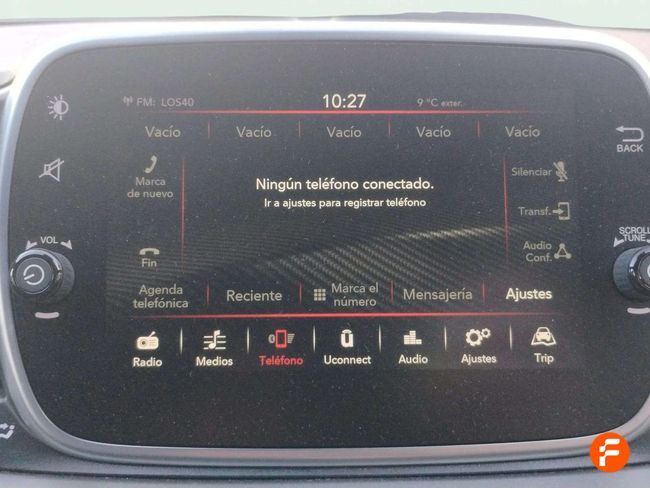 FM: LOS40
10:27
9 °C exter.
Vacío Vacío Vacío Vacío Vacío
BACK
Marca de nuevo
Silenciar
Ningún teléfono conectado.
Ir a ajustes para registrar teléfono
Transf.
VOL
SCROLL
TUNE
Fin
Audio
Conf.
Agenda telefónica
Reciente
Marca el número
Mensajería
Ajustes
Radio
Medios
Teléfono
Uconnect
Audio
Ajustes
Trip